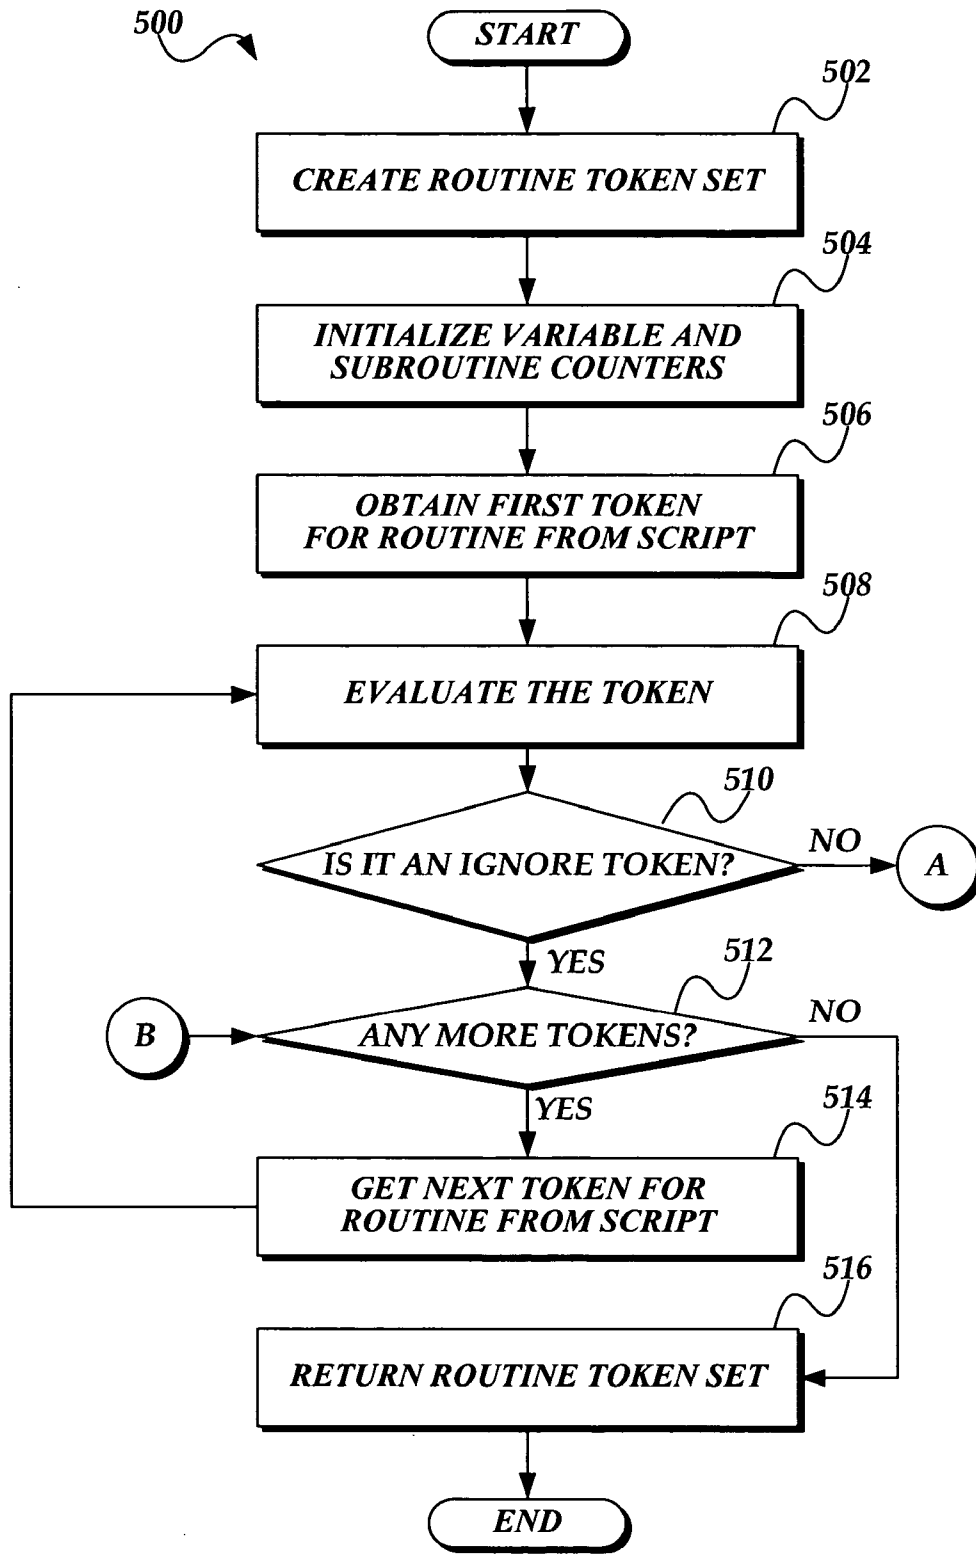 500
START
502
CREATE ROUTINE TOKEN SET
504
INITIALIZE VARIABLE AND
SUBROUTINE COUNTERS
506
OBTAIN FIRST TOKEN
FOR ROUTINE FROM SCRIPT
508
EVALUATE THE TOKEN
510
IS IT AN IGNORE TOKEN?
NO
A
YES
512
B
ANY MORE TOKENS?
NO
YES
514
GET NEXT TOKEN FOR
ROUTINE FROM SCRIPT
516
RETURN ROUTINE TOKEN SET
END